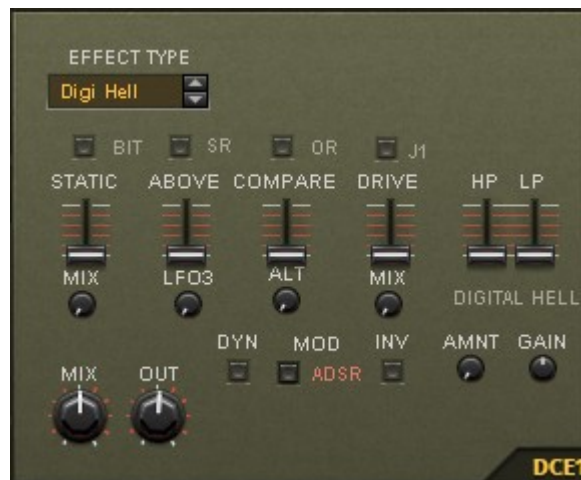 EFFECT TYPE
Digi Hell
BIT SR OR J1
STATIC ABOVE COMPARE DRIVE HP LP
MIX LFO3 ALT MIX
DIGITAL HELL
DYN MOD INV AMNT GAIN
MIX OUT ADSR
DCE1